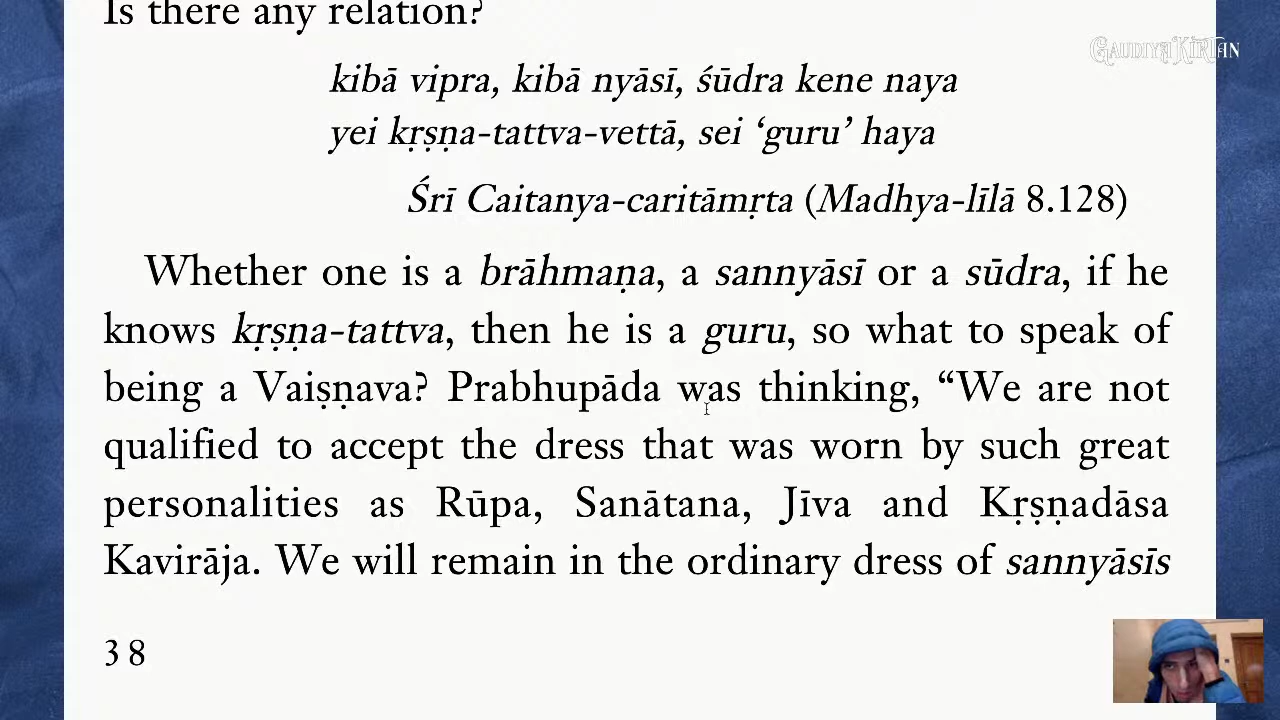 Is there any relation?
GAUDIYA KIRTAN
kibā vipra, kibā nyāsī, śūdra kene naya
yei kṛṣṇa-tattva-vettā, sei ‘guru’ haya
Śrī Caitanya-caritāmṛta (Madhya-līlā 8.128)
Whether one is a brāhmaṇa, a sannyāsī or a sūdra, if he
knows kṛṣṇa-tattva, then he is a guru, so what to speak of
being a Vaiṣṇava? Prabhupāda was thinking, “We are not
qualified to accept the dress that was worn by such great
personalities as Rūpa, Sanātana, Jīva and Kṛṣṇadāsa
Kavirāja. We will remain in the ordinary dress of sannyāsīs
38